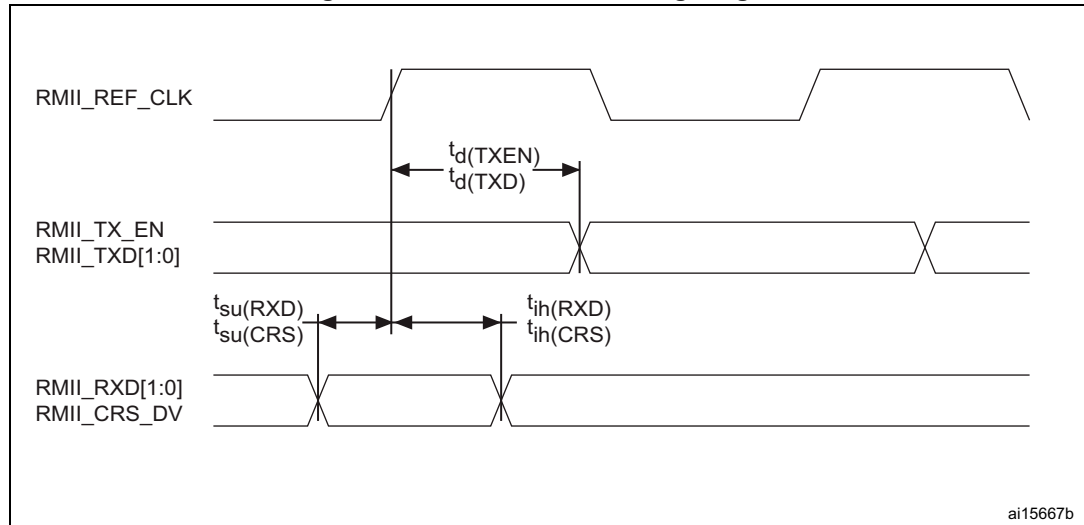 RMII_REF_CLK
td(TXEN)
td(TXD)
RMII_TX_EN
RMII_TXD[1:0]
tsu(RXD)
tsu(CRS)
tih(RXD)
tih(CRS)
RMII_RXD[1:0]
RMII_CRS_DV
ai15667b